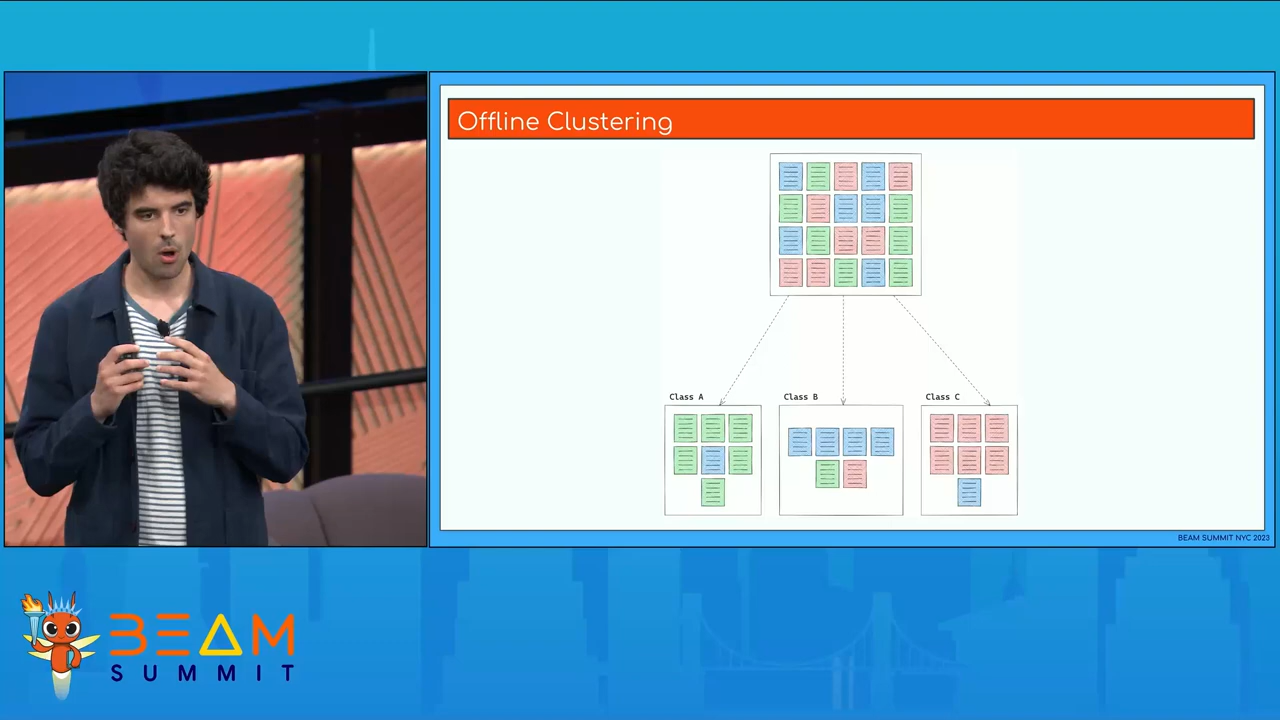 Offline Clustering
Class A
Class B
Class C
BEAM SUMMIT NYC 2023
BEAM
SUMMIT